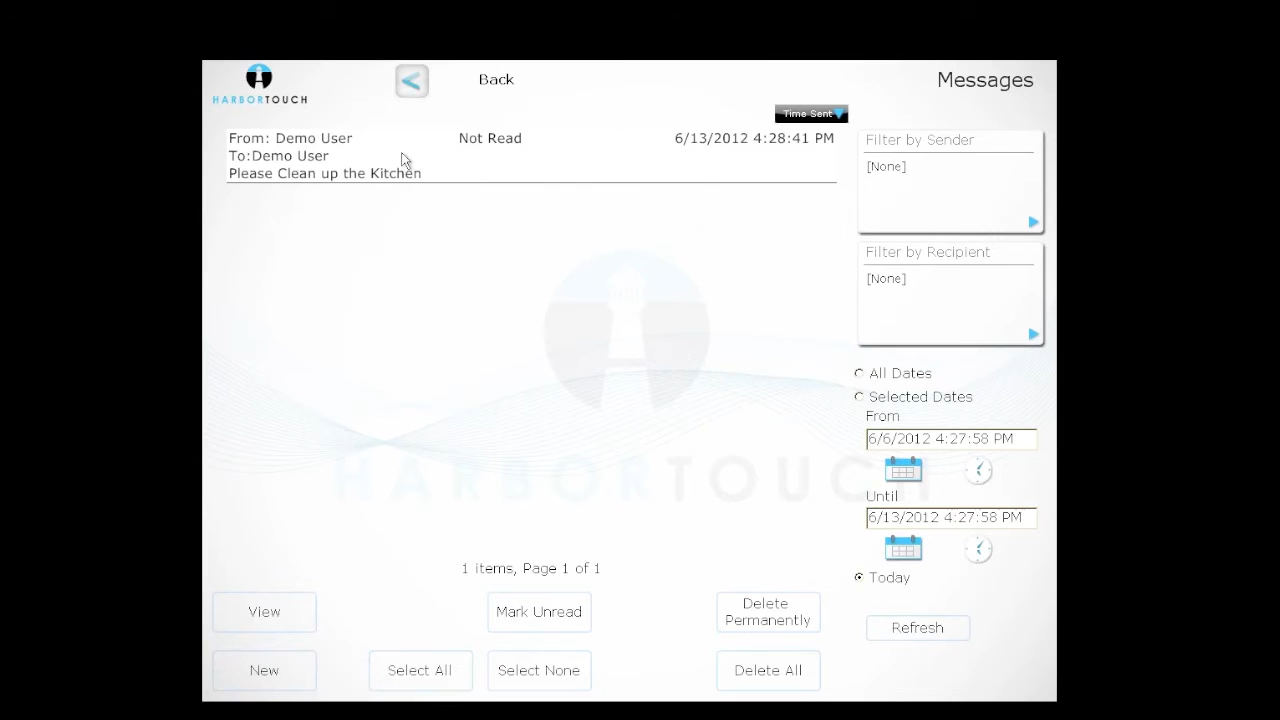 HARBORTOUCH
Back
Messages
Time Sent
From: Demo User Not Read 6/13/2012 4:28:41 PM
To:Demo User
Please Clean up the Kitchen
Filter by Sender
[None]
Filter by Recipient
[None]
All Dates
Selected Dates
From
6/6/2012 4:27:58 PM
Until
6/13/2012 4:27:58 PM
Today
Refresh
HARBORTOUCH
1 items, Page 1 of 1
View
Mark Unread
Delete
Permanently
New
Select All
Select None
Delete All